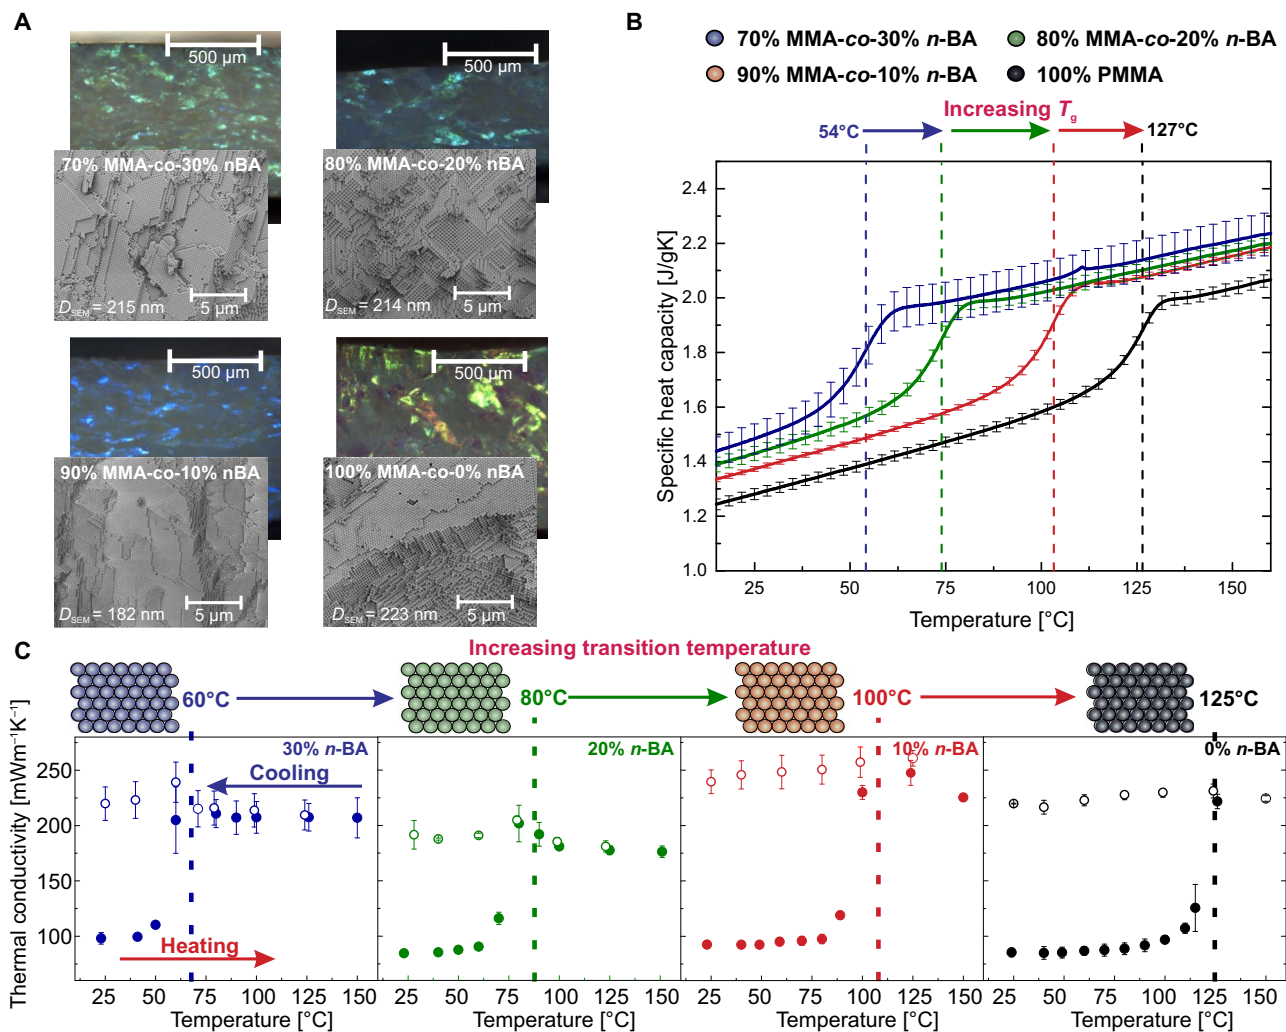 A
500 µm
70% MMA-co-30% nBA
D_SEM = 215 nm
5 µm
500 µm
80% MMA-co-20% nBA
D_SEM = 214 nm
5 µm
500 µm
90% MMA-co-10% nBA
D_SEM = 182 nm
5 µm
500 µm
100% MMA-co-0% nBA
D_SEM = 223 nm
5 µm
B
70% MMA-co-30% n-BA
80% MMA-co-20% n-BA
90% MMA-co-10% n-BA
100% PMMA
Increasing T_g
54°C
127°C
Specific heat capacity [J/gK]
2.4
2.2
2.0
1.8
1.6
1.4
1.2
1.0
25 50 75 100 125 150
Temperature [°C]
C
Increasing transition temperature
60°C
80°C
100°C
125°C
Thermal conductivity [mWm⁻¹K⁻¹]
250
200
150
100
30% n-BA
Cooling
Heating
20% n-BA
10% n-BA
0% n-BA
25 50 75 100 125 150
25 50 75 100 125 150
25 50 75 100 125 150
25 50 75 100 125 150
Temperature [°C]
Temperature [°C]
Temperature [°C]
Temperature [°C]